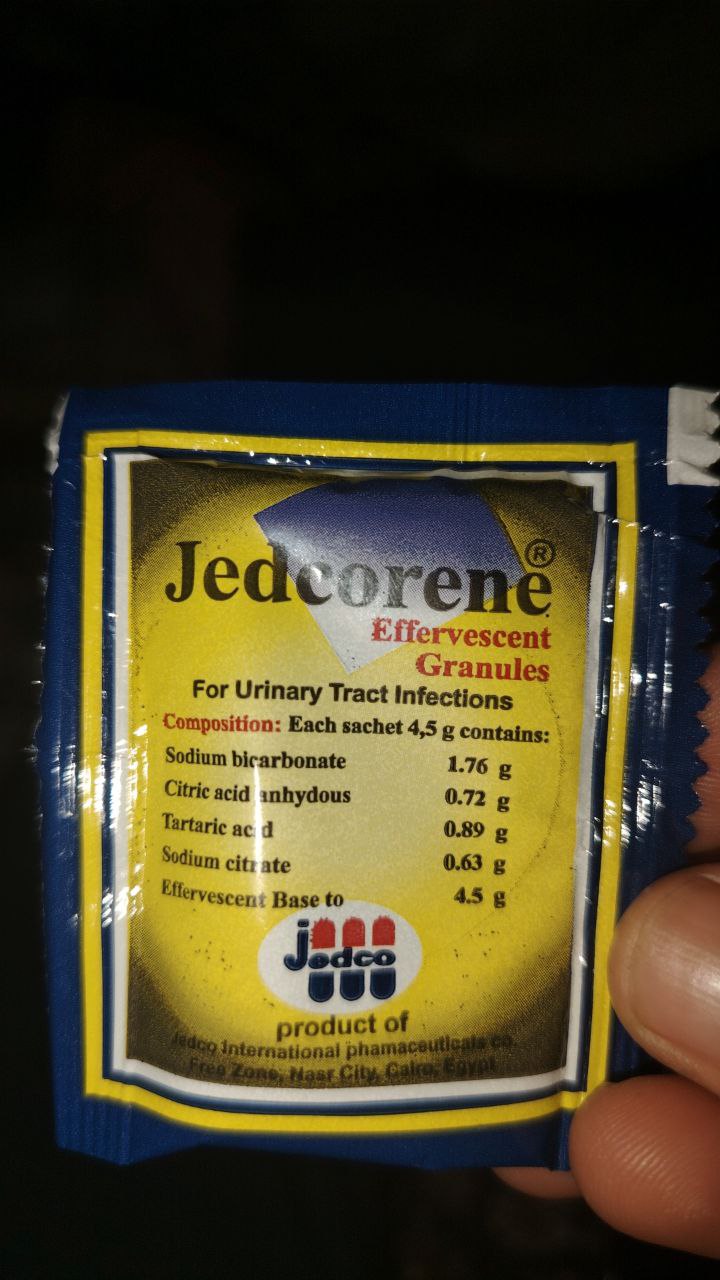 Jedcorene®
Effervescent
Granules
For Urinary Tract Infections
Composition: Each sachet 4,5 g contains:
Sodium bicarbonate 1.76 g
Citric acid anhydous 0.72 g
Tartaric acid 0.89 g
Sodium citrate 0.63 g
Effervescent Base to 4.5 g
jedco
product of
Jedco International phamaceuticals co.
Free Zone, Nasr City, Cairo, Egypt